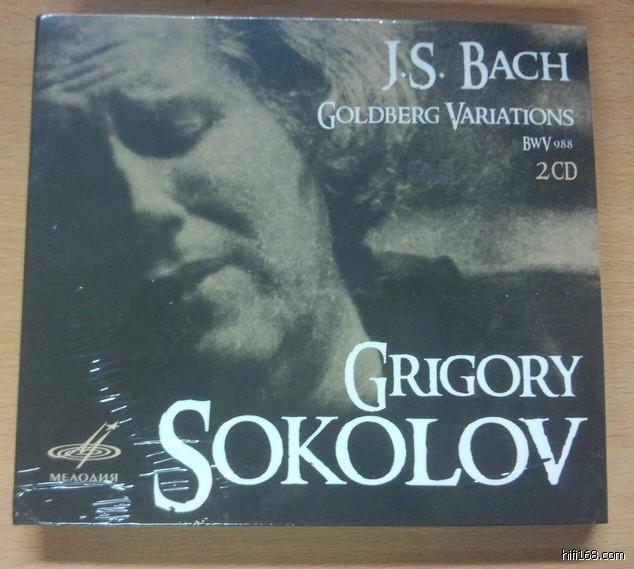 J.S. BACH
GOLDBERG VARIATIONS
BWV 988
2CD
GRIGORY
SOKOLOV
МЕЛОДИЯ
hifi168.com